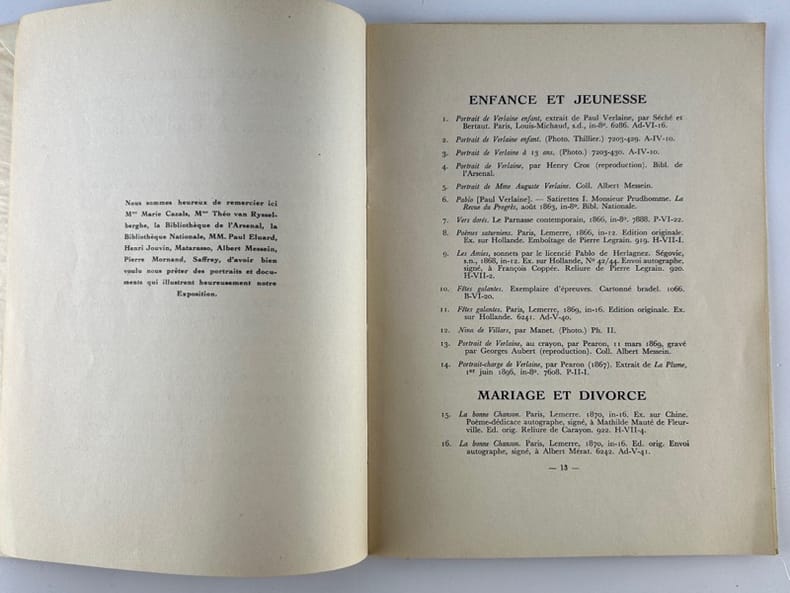 Nous sommes heureux de remercier ici
Mme Marie Cazals, Mme Théo van Ryssel-
berghe, la Bibliothèque de l'Arsenal, la
Bibliothèque Nationale, MM. Paul Eluard,
Henri Jouvin, Matarasso, Albert Messein,
Pierre Mornand, Saffrey, d'avoir bien
voulu nous prêter des portraits et docu-
ments qui illustrent heureusement notre
Exposition.
ENFANCE ET JEUNESSE
1. Portrait de Verlaine enfant, extrait de Paul Verlaine, par Séché et
Bertaut. Paris, Louis-Michaud, s.d., in-8º. 6286. Ad-VI-16.
2. Portrait de Verlaine enfant. (Photo. Thillier.) 7203-429. A-IV-10.
3. Portrait de Verlaine à 13 ans. (Photo.) 7203-430. A-IV-10.
4. Portrait de Verlaine, par Henry Cros (reproduction). Bibl. de
l'Arsenal.
5. Portrait de Mme Auguste Verlaine. Coll. Albert Messein.
6. Pablo [Paul Verlaine]. — Satirettes I. Monsieur Prudhomme. La
Revue du Progrès, août 1863, in-8º. Bibl. Nationale.
7. Vers dorés. Le Parnasse contemporain, 1866, in-8º. 7888. P-VI-22.
8. Poèmes saturniens. Paris, Lemerre, 1866, in-12. Edition originale.
Ex. sur Hollande. Emboîtage de Pierre Legrain. 919. H-VII-I.
9. Les Amies, sonnets par le licencié Pablo de Herlagnez. Ségovie,
s.n., 1868, in-12. Ex. sur Hollande, Nº 42/44. Envoi autographe,
signé, à François Coppée. Reliure de Pierre Legrain. 920.
H-VII-2.
10. Fêtes galantes. Exemplaire d'épreuves. Cartonné bradel. 1066.
B-VI-20.
11. Fêtes galantes. Paris, Lemerre, 1869, in-16. Edition originale. Ex.
sur Hollande. 6241. Ad-V-40.
12. Nina de Villars, par Manet. (Photo.) Ph. II.
13. Portrait de Verlaine, au crayon, par Pearon, 11 mars 1869, gravé
par Georges Aubert (reproduction). Coll. Albert Messein.
14. Portrait-charge de Verlaine, par Pearon (1867). Extrait de La Plume,
1er juin 1896, in-8º. 7608. P-II-I.
MARIAGE ET DIVORCE
15. La bonne Chanson. Paris, Lemerre. 1870, in-16. Ex. sur Chine.
Poème-dédicace autographe, signé, à Mathilde Mauté de Fleur-
ville. Ed. orig. Reliure de Carayon. 922. H-VII-4.
16. La bonne Chanson. Paris, Lemerre, 1870, in-16. Ed. orig. Envoi
autographe, signé, à Albert Mérat. 6242. Ad-V-41.
— 13 —